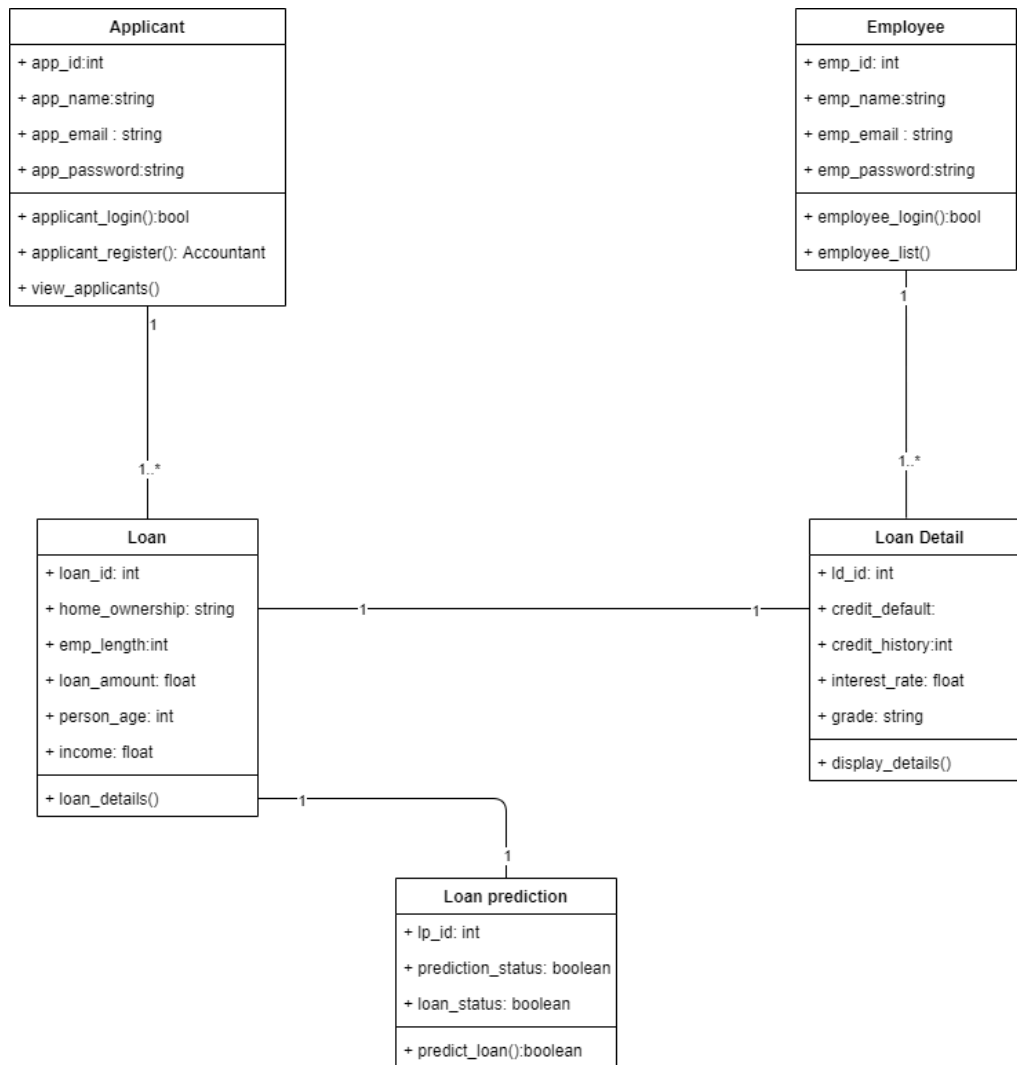 Applicant
+ app_id:int
+ app_name:string
+ app_email : string
+ app_password:string
+ applicant_login():bool
+ applicant_register(): Accountant
+ view_applicants()
Employee
+ emp_id: int
+ emp_name:string
+ emp_email : string
+ emp_password:string
+ employee_login():bool
+ employee_list()
1
1..*
1
1..*
Loan
+ loan_id: int
+ home_ownership: string
+ emp_length:int
+ loan_amount: float
+ person_age: int
+ income: float
+ loan_details()
1
1
Loan Detail
+ ld_id: int
+ credit_default:
+ credit_history:int
+ interest_rate: float
+ grade: string
+ display_details()
1
1
Loan prediction
+ lp_id: int
+ prediction_status: boolean
+ loan_status: boolean
+ predict_loan():boolean